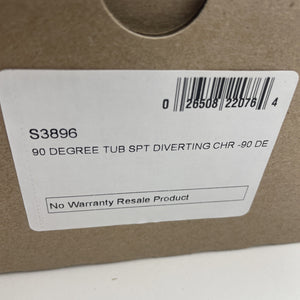 0 26508 22076 4
S3896
90 DEGREE TUB SPT DIVERTING CHR -90 DE
No Warranty Resale Product